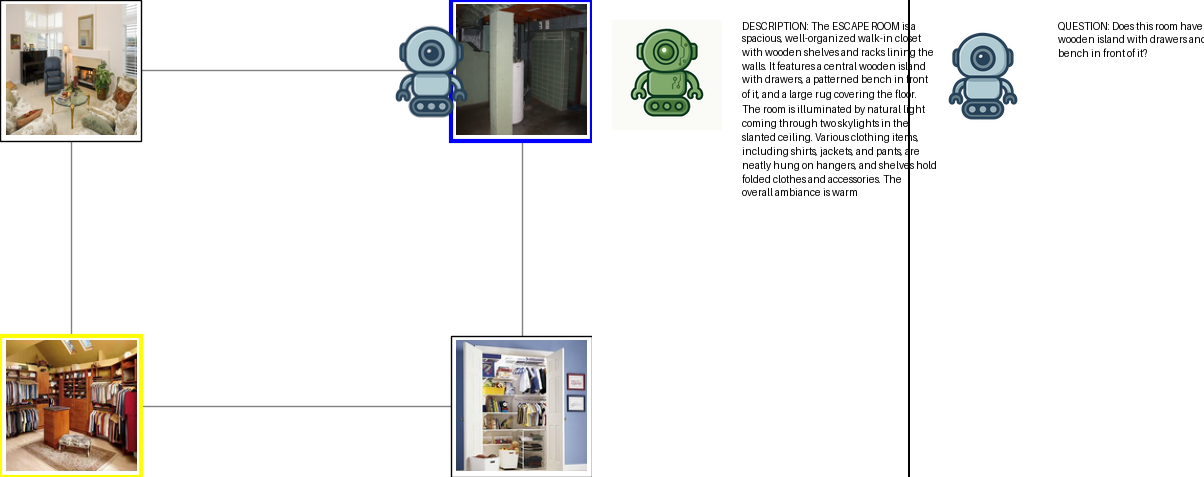 DESCRIPTION: The ESCAPE ROOM is a
spacious, well-organized walk-in closet
with wooden shelves and racks lining the
walls. It features a central wooden island
with drawers, a patterned bench in front
of it, and a large rug covering the floor.
The room is illuminated by natural light
coming through two skylights in the
slanted ceiling. Various clothing items,
including shirts, jackets, and pants, are
neatly hung on hangers, and shelves hold
folded clothes and accessories. The
overall ambiance is warm
QUESTION: Does this room have
wooden island with drawers and
bench in front of it?